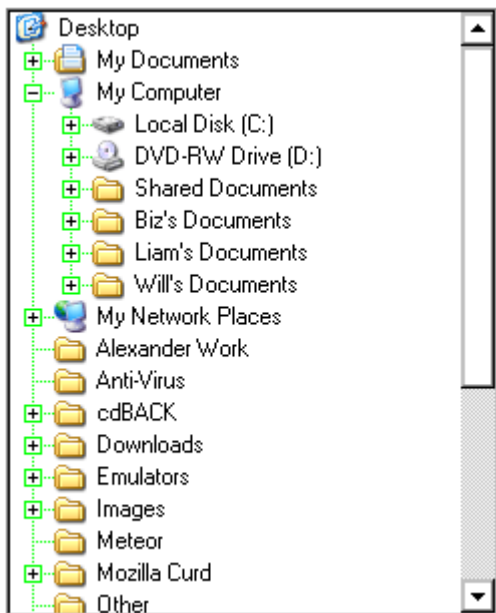 Desktop
My Documents
My Computer
Local Disk (C:)
DVD-RW Drive (D:)
Shared Documents
Biz's Documents
Liam's Documents
Will's Documents
My Network Places
Alexander Work
Anti-Virus
cdBACK
Downloads
Emulators
Images
Meteor
Mozilla Curd
Other